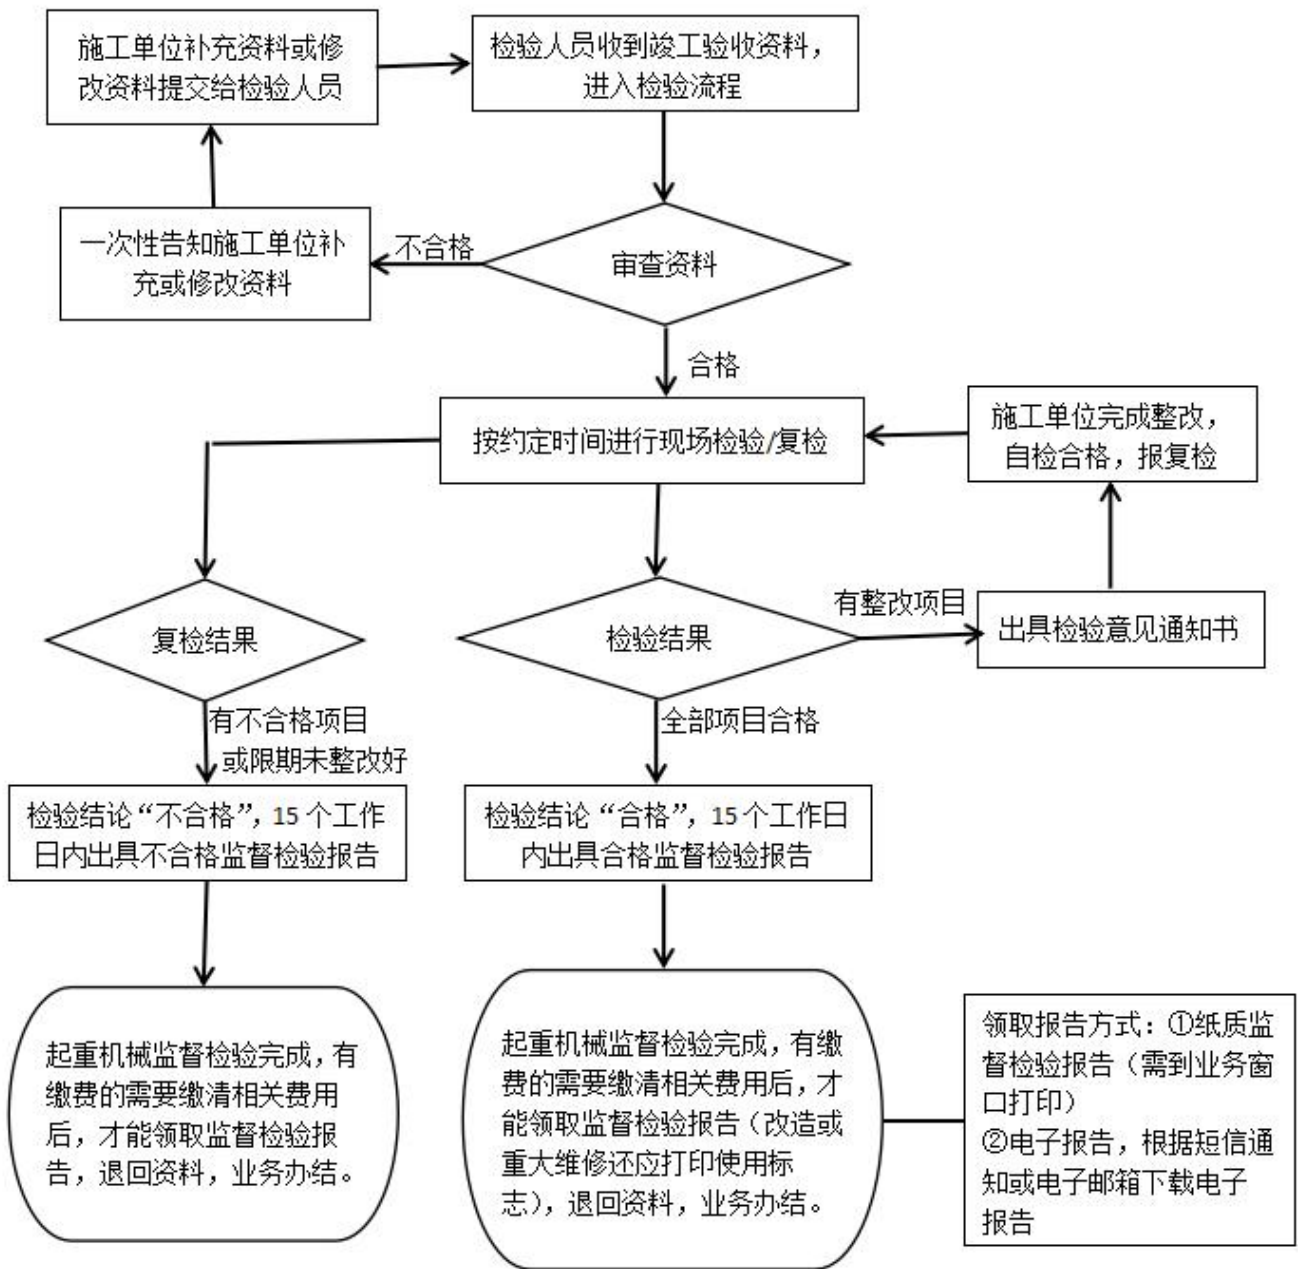 施工单位补充资料或修
改资料提交给检验人员
检验人员收到竣工验收资料，
进入检验流程
一次性告知施工单位补
充或修改资料
不合格
审查资料
合格
按约定时间进行现场检验/复检
施工单位完成整改，
自检合格，报复检
复检结果
检验结果
有整改项目
出具检验意见通知书
有不合格项目
或限期未整改好
全部项目合格
检验结论“不合格”，15个工作
日内出具不合格监督检验报告
检验结论“合格”，15个工作日
内出具合格监督检验报告
起重机械监督检验完成，有
缴费的需要缴清相关费用
后，才能领取监督检验报
告，退回资料，业务办结。
起重机械监督检验完成，有缴
费的需要缴清相关费用后，才
能领取监督检验报告（改造或
重大维修还应打印使用标
志），退回资料，业务办结。
领取报告方式：①纸质监
督检验报告（需到业务窗
口打印）
②电子报告，根据短信通
知或电子邮箱下载电子
报告